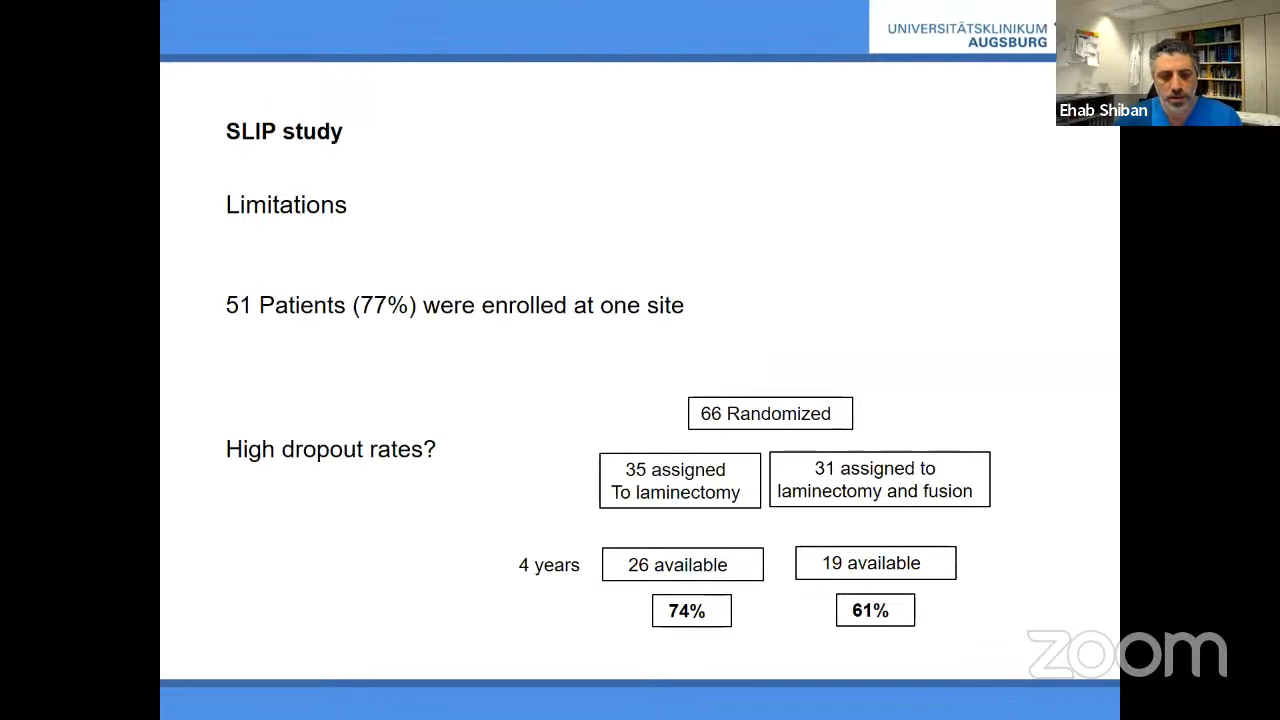 UNIVERSITÄTSKLINIKUM
AUGSBURG
Ehab Shiban
SLIP study
Limitations
51 Patients (77%) were enrolled at one site
66 Randomized
High dropout rates?
35 assigned
To laminectomy
31 assigned to
laminectomy and fusion
4 years
26 available
19 available
74%
61%
zoom